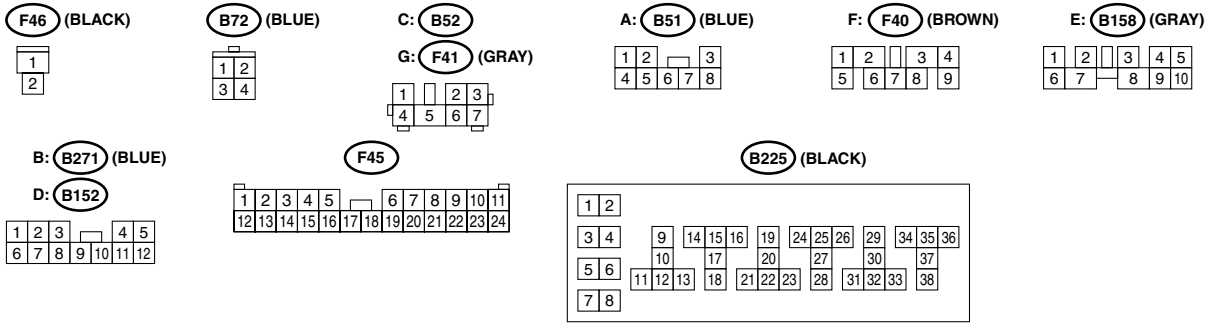 F46 (BLACK)
1
2
B72 (BLUE)
1 2
3 4
C: B52
G: F41 (GRAY)
1 2 3
4 5 6 7
A: B51 (BLUE)
1 2 3
4 5 6 7 8
F: F40 (BROWN)
1 2 3 4
5 6 7 8 9
E: B158 (GRAY)
1 2 3 4 5
6 7 8 9 10
B: B271 (BLUE)
D: B152
1 2 3 4 5
6 7 8 9 10 11 12
F45
1 2 3 4 5 6 7 8 9 10 11
12 13 14 15 16 17 18 19 20 21 22 23 24
B225 (BLACK)
1 2
3 4 9 14 15 16 19 24 25 26 29 34 35 36
5 6 10 17 20 27 30 37
11 12 13 18 21 22 23 28 31 32 33 38
7 8